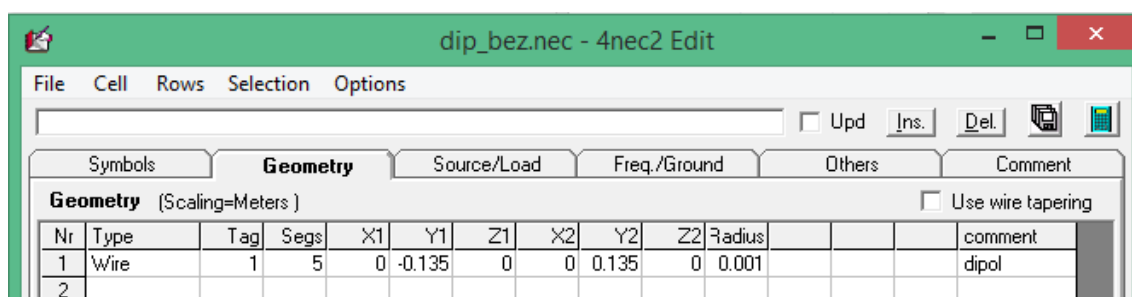 dip_bez.nec - 4nec2 Edit
File Cell Rows Selection Options
Upd Ins. Del.
Symbols Geometry Source/Load Freq./Ground Others Comment
Geometry (Scaling=Meters ) Use wire tapering
Nr Type Tag Segs X1 Y1 Z1 X2 Y2 Z2 Radius comment
1 Wire 1 5 0 -0.135 0 0 0.135 0 0.001 dipol
2